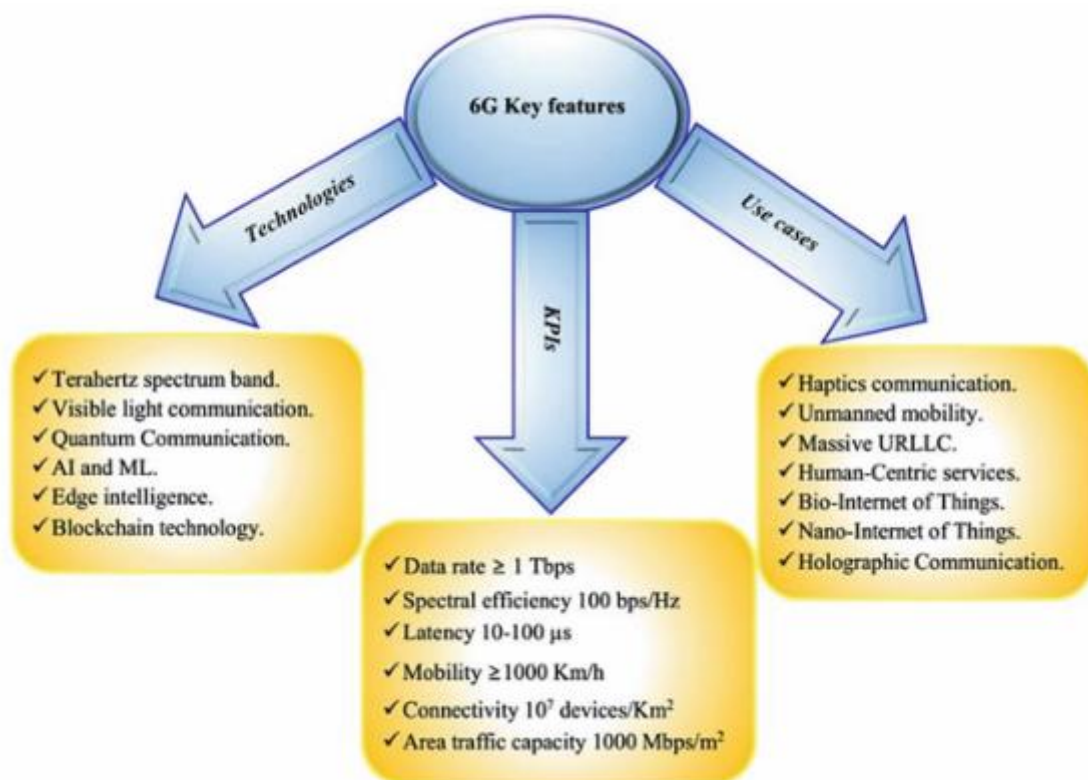 6G Key features
Technologies
KPIs
Use cases
✓ Terahertz spectrum band.
✓ Visible light communication.
✓ Quantum Communication.
✓ AI and ML.
✓ Edge intelligence.
✓ Blockchain technology.
✓ Data rate ≥ 1 Tbps
✓ Spectral efficiency 100 bps/Hz
✓ Latency 10-100 µs
✓ Mobility ≥1000 Km/h
✓ Connectivity 10⁷ devices/Km²
✓ Area traffic capacity 1000 Mbps/m²
✓ Haptics communication.
✓ Unmanned mobility.
✓ Massive URLLC.
✓ Human-Centric services.
✓ Bio-Internet of Things.
✓ Nano-Internet of Things.
✓ Holographic Communication.